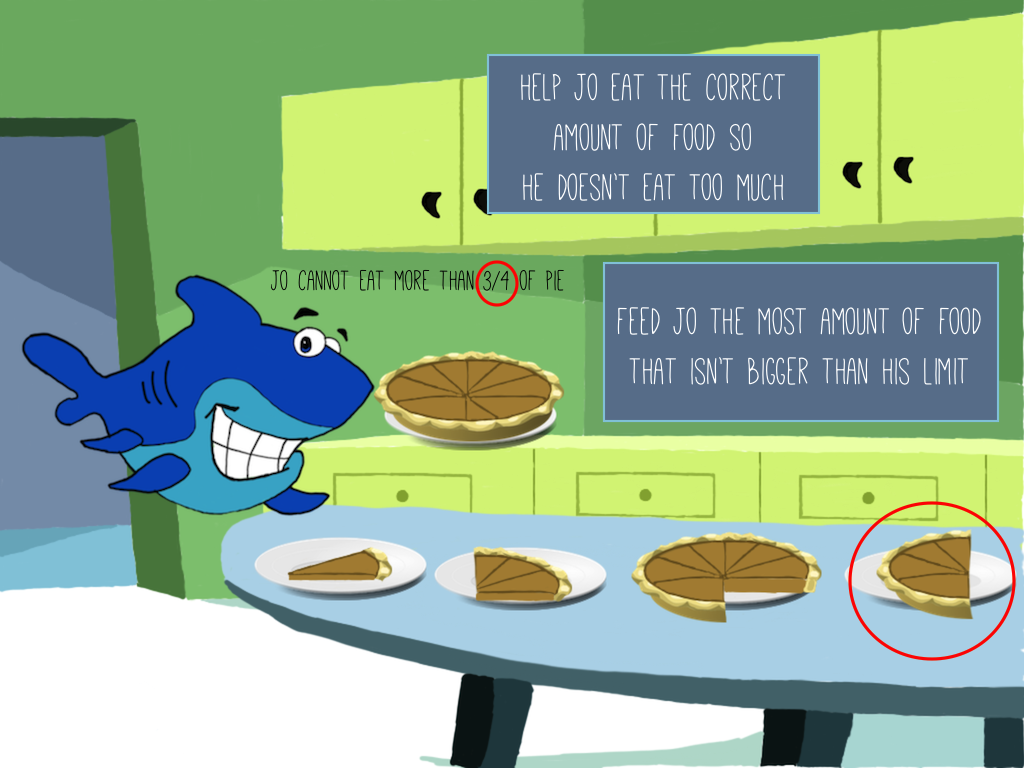 HELP JO EAT THE CORRECT
AMOUNT OF FOOD SO
HE DOESN'T EAT TOO MUCH
JO CANNOT EAT MORE THAN 3/4 OF PIE
FEED JO THE MOST AMOUNT OF FOOD
THAT ISN'T BIGGER THAN HIS LIMIT